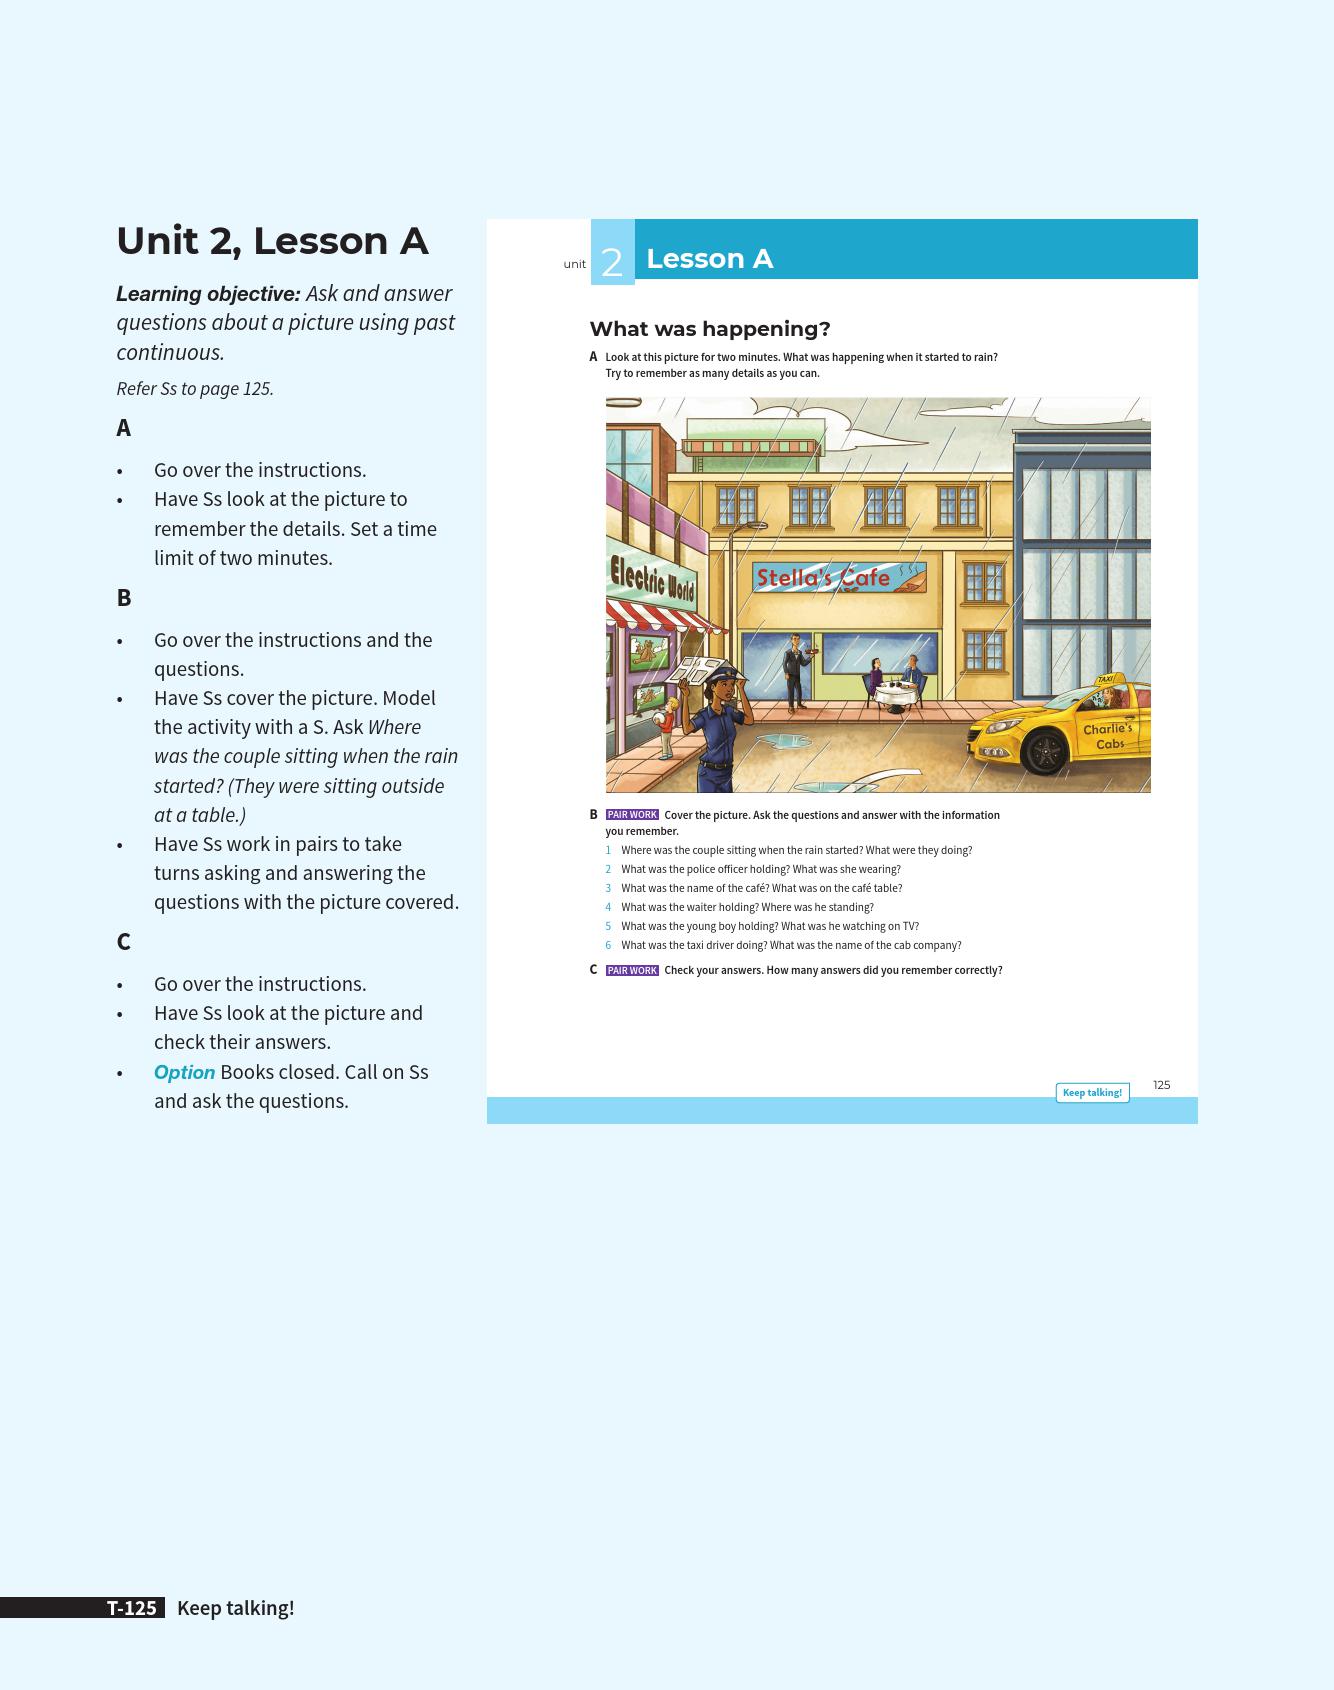 Unit 2, Lesson A
Learning objective: Ask and answer
questions about a picture using past
continuous.
Refer Ss to page 125.
A
• Go over the instructions.
• Have Ss look at the picture to
remember the details. Set a time
limit of two minutes.
B
• Go over the instructions and the
questions.
• Have Ss cover the picture. Model
the activity with a S. Ask Where
was the couple sitting when the rain
started? (They were sitting outside
at a table.)
• Have Ss work in pairs to take
turns asking and answering the
questions with the picture covered.
C
• Go over the instructions.
• Have Ss look at the picture and
check their answers.
• Option Books closed. Call on Ss
and ask the questions.
unit 2 Lesson A
What was happening?
A Look at this picture for two minutes. What was happening when it started to rain?
Try to remember as many details as you can.
Electric World
Stella's Cafe
TAXI
Charlie's
Cabs
B PAIR WORK Cover the picture. Ask the questions and answer with the information
you remember.
1 Where was the couple sitting when the rain started? What were they doing?
2 What was the police officer holding? What was she wearing?
3 What was the name of the café? What was on the café table?
4 What was the waiter holding? Where was he standing?
5 What was the young boy holding? What was he watching on TV?
6 What was the taxi driver doing? What was the name of the cab company?
C PAIR WORK Check your answers. How many answers did you remember correctly?
Keep talking! 125
T-125 Keep talking!